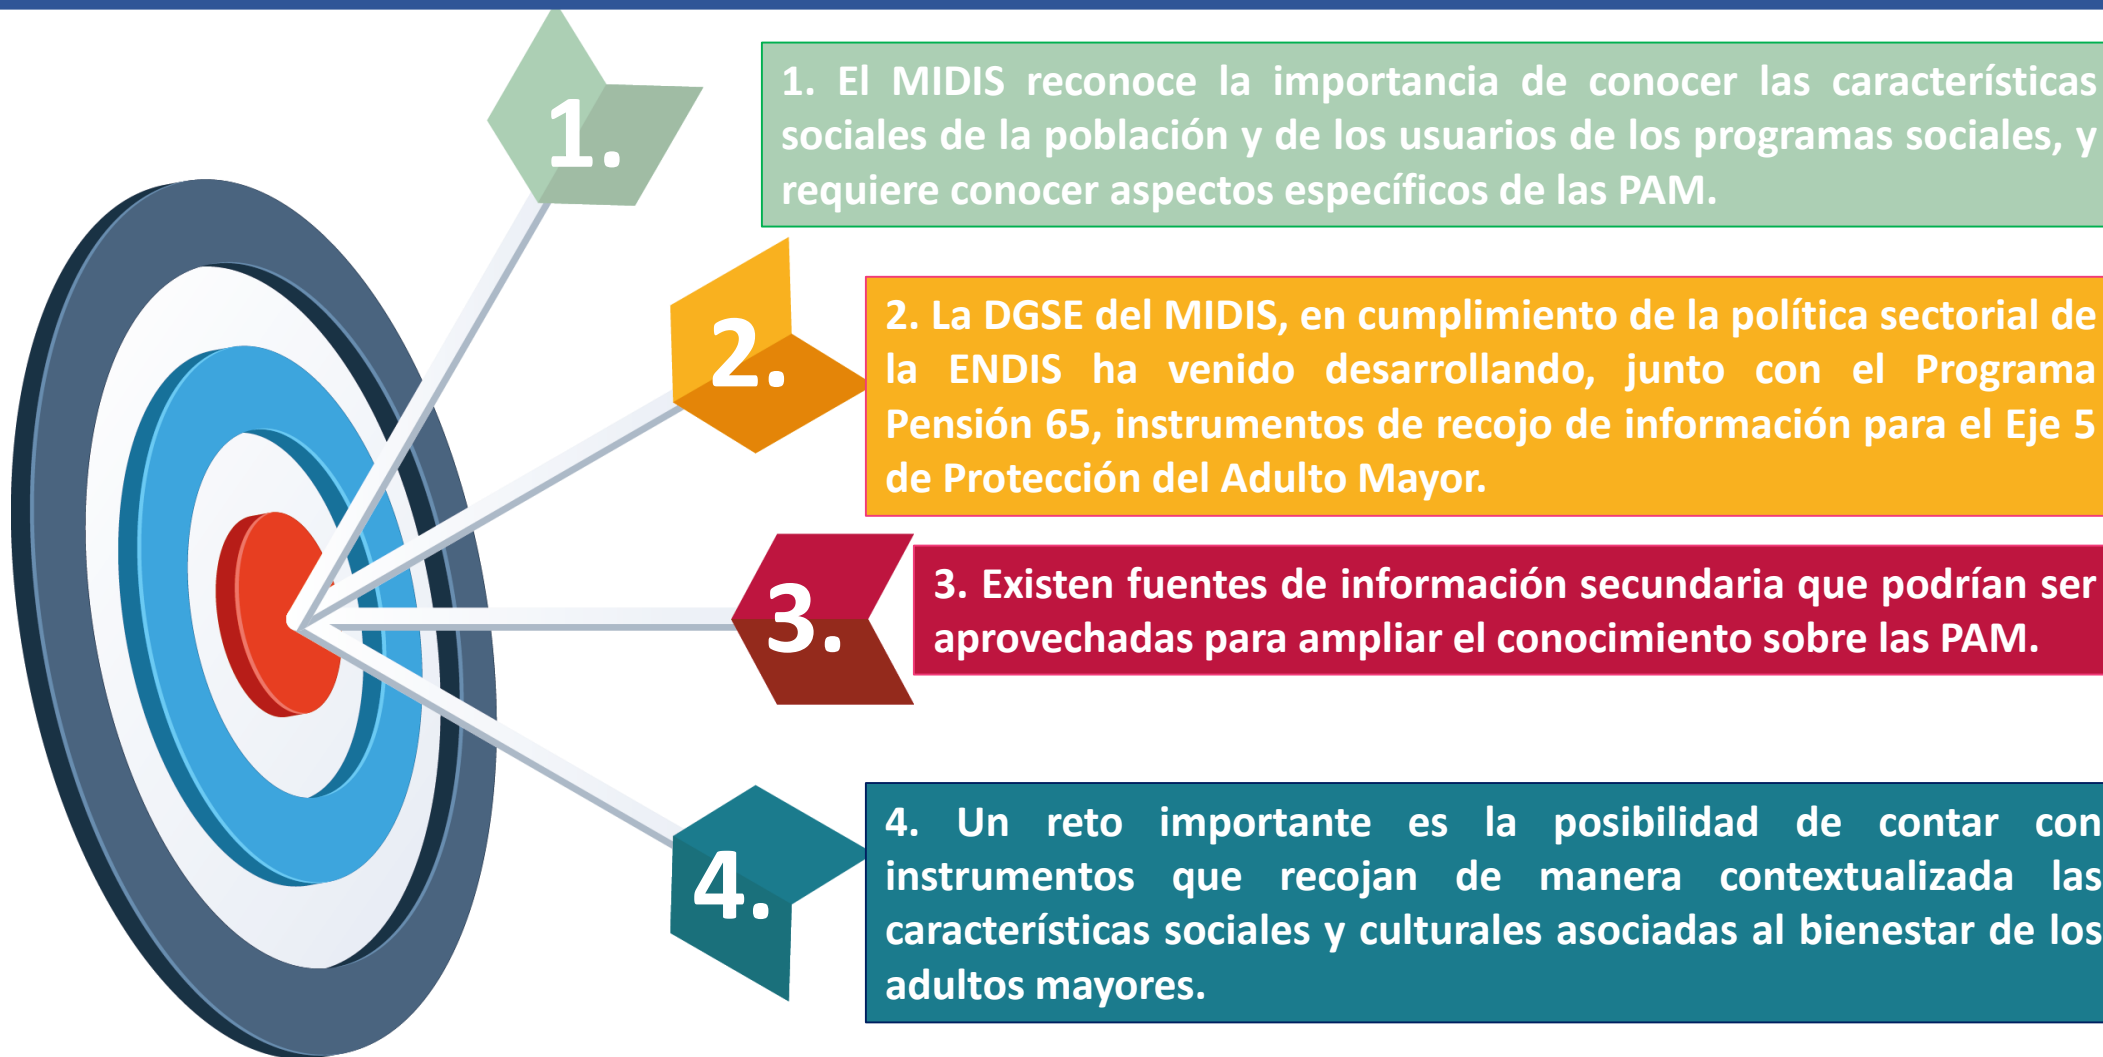 1.
1. El MIDIS reconoce la importancia de conocer las características
sociales de la población y de los usuarios de los programas sociales, y
requiere conocer aspectos específicos de las PAM.
2.
2. La DGSE del MIDIS, en cumplimiento de la política sectorial de
la ENDIS ha venido desarrollando, junto con el Programa
Pensión 65, instrumentos de recojo de información para el Eje 5
de Protección del Adulto Mayor.
3.
3. Existen fuentes de información secundaria que podrían ser
aprovechadas para ampliar el conocimiento sobre las PAM.
4.
4. Un reto importante es la posibilidad de contar con
instrumentos que recojan de manera contextualizada las
características sociales y culturales asociadas al bienestar de los
adultos mayores.